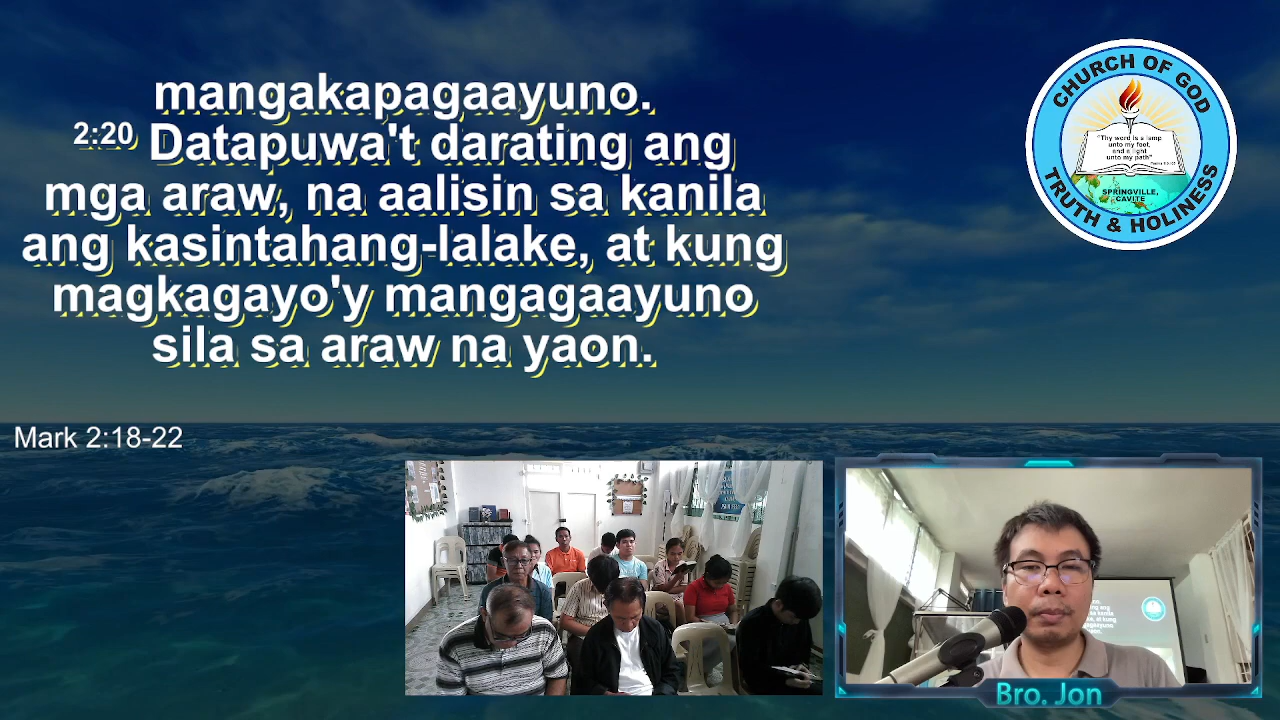 mangakapagaayuno.
2:20 Datapuwa't darating ang
mga araw, na aalisin sa kanila
ang kasintahang-lalake, at kung
magkagayo'y mangagaayuno
sila sa araw na yaon.
Mark 2:18-22
CHURCH OF GOD
"Thy word is a lamp
unto my feet,
and a light
unto my path"
SPRINGVILLE,
CAVITE
TRUTH & HOLINESS
Bro. Jon